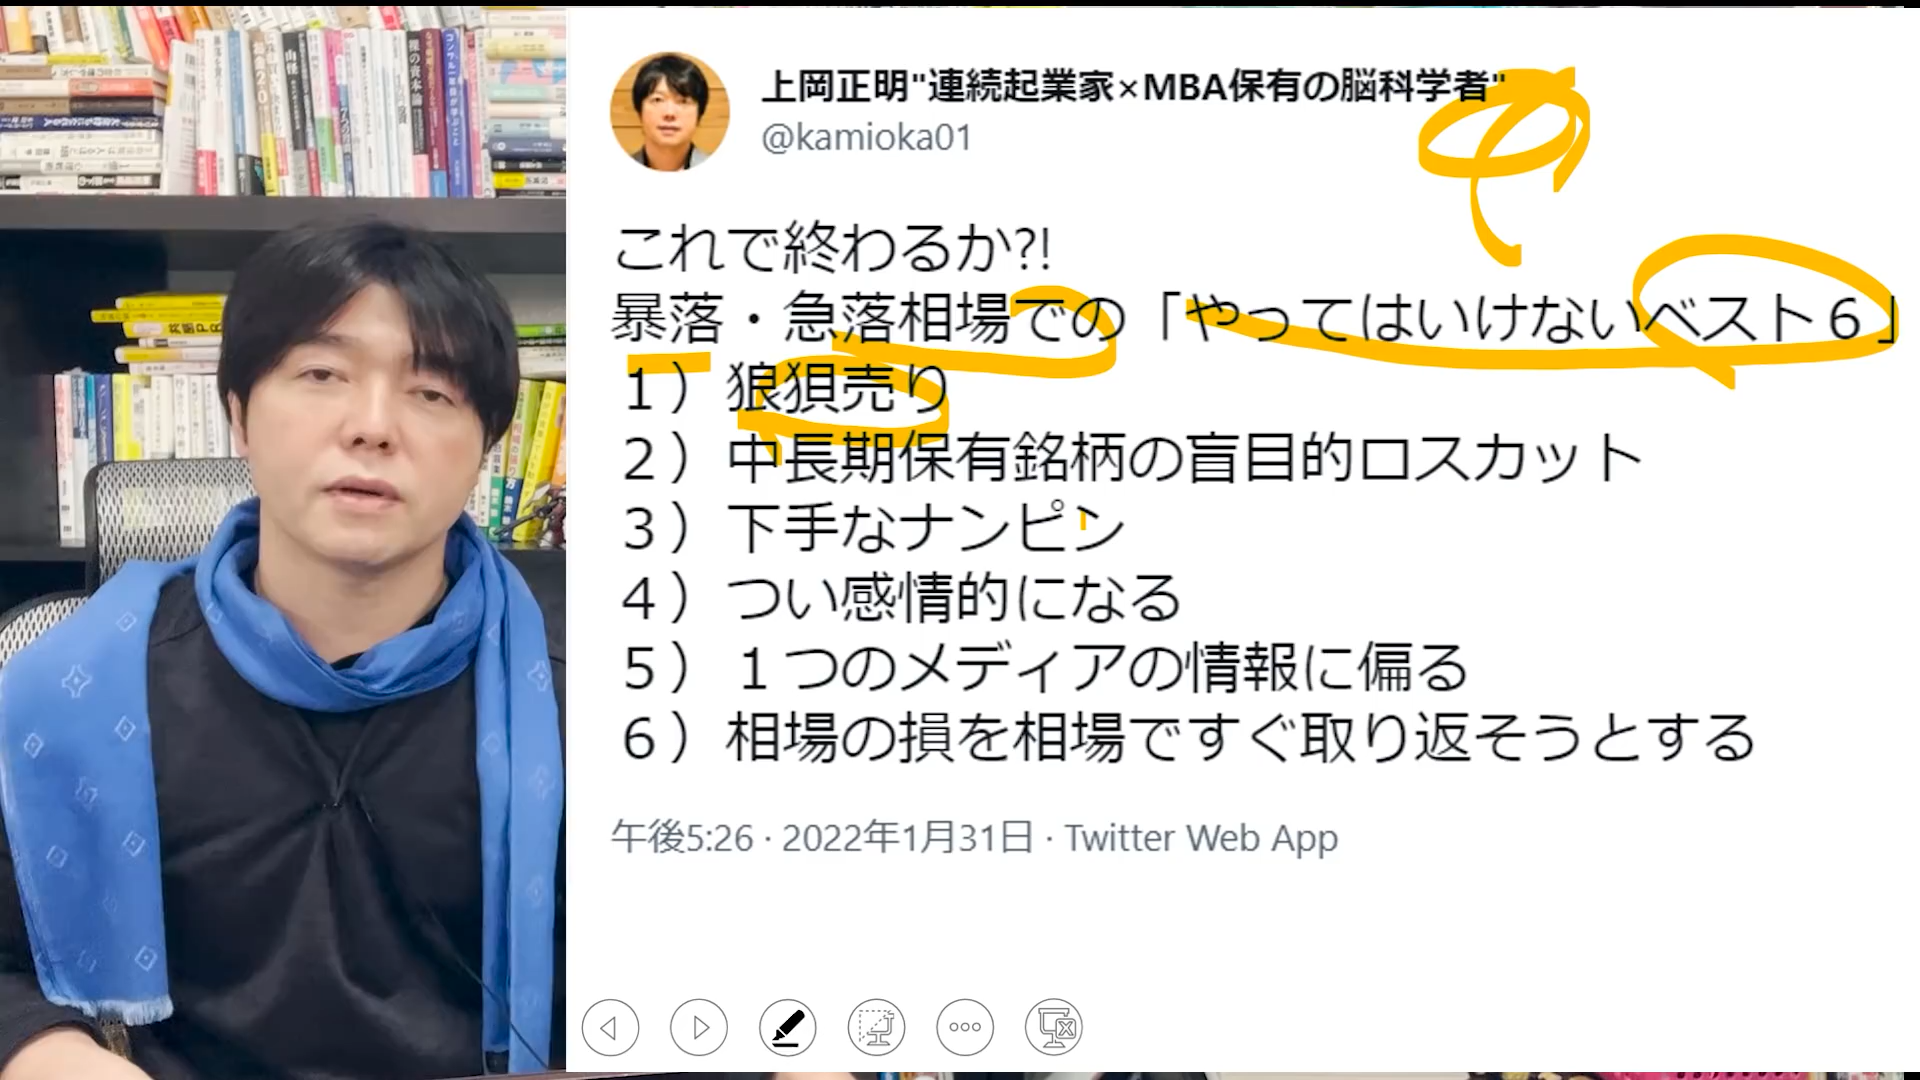 上岡正明"連続起業家×MBA保有の脳科学者"
@kamioka01
これで終わるか?!
暴落・急落相場での「やってはいけないベスト６」
１）狼狽売り
２）中長期保有銘柄の盲目的ロスカット
３）下手なナンピン
４）つい感情的になる
５）１つのメディアの情報に偏る
６）相場の損を相場ですぐ取り返そうとする
午後5:26 · 2022年1月31日 · Twitter Web App